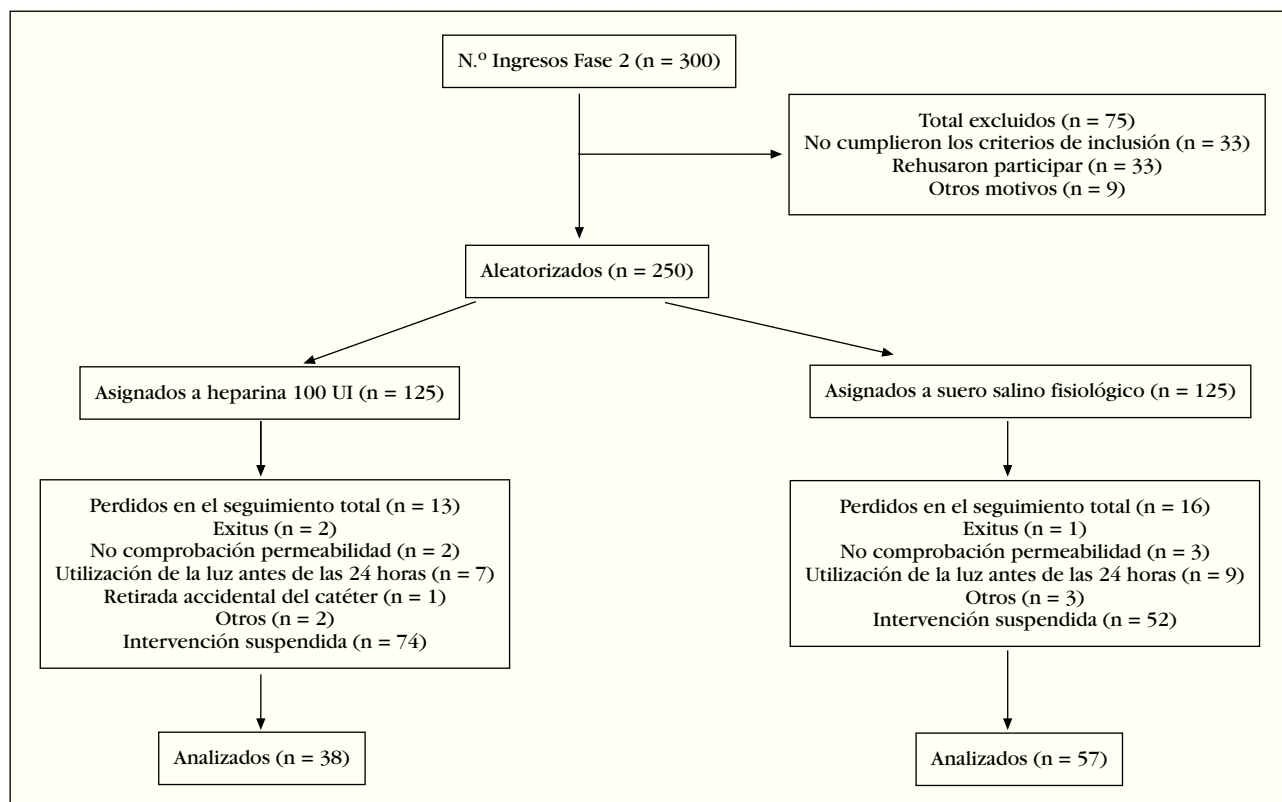 N.º Ingresos Fase 2 (n = 300)
Total excluidos (n = 75)
No cumplieron los criterios de inclusión (n = 33)
Rehusaron participar (n = 33)
Otros motivos (n = 9)
Aleatorizados (n = 250)
Asignados a heparina 100 UI (n = 125)
Asignados a suero salino fisiológico (n = 125)
Perdidos en el seguimiento total (n = 13)
Exitus (n = 2)
No comprobación permeabilidad (n = 2)
Utilización de la luz antes de las 24 horas (n = 7)
Retirada accidental del catéter (n = 1)
Otros (n = 2)
Intervención suspendida (n = 74)
Perdidos en el seguimiento total (n = 16)
Exitus (n = 1)
No comprobación permeabilidad (n = 3)
Utilización de la luz antes de las 24 horas (n = 9)
Otros (n = 3)
Intervención suspendida (n = 52)
Analizados (n = 38)
Analizados (n = 57)